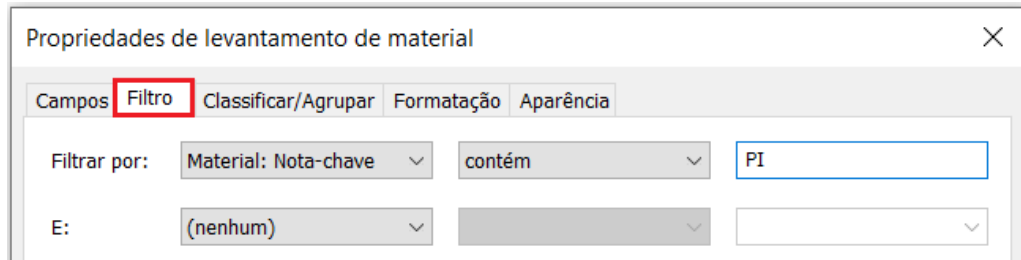 Propriedades de levantamento de material
Campos Filtro Classificar/Agrupar Formatação Aparência
Filtrar por: Material: Nota-chave contém PI
E: (nenhum)